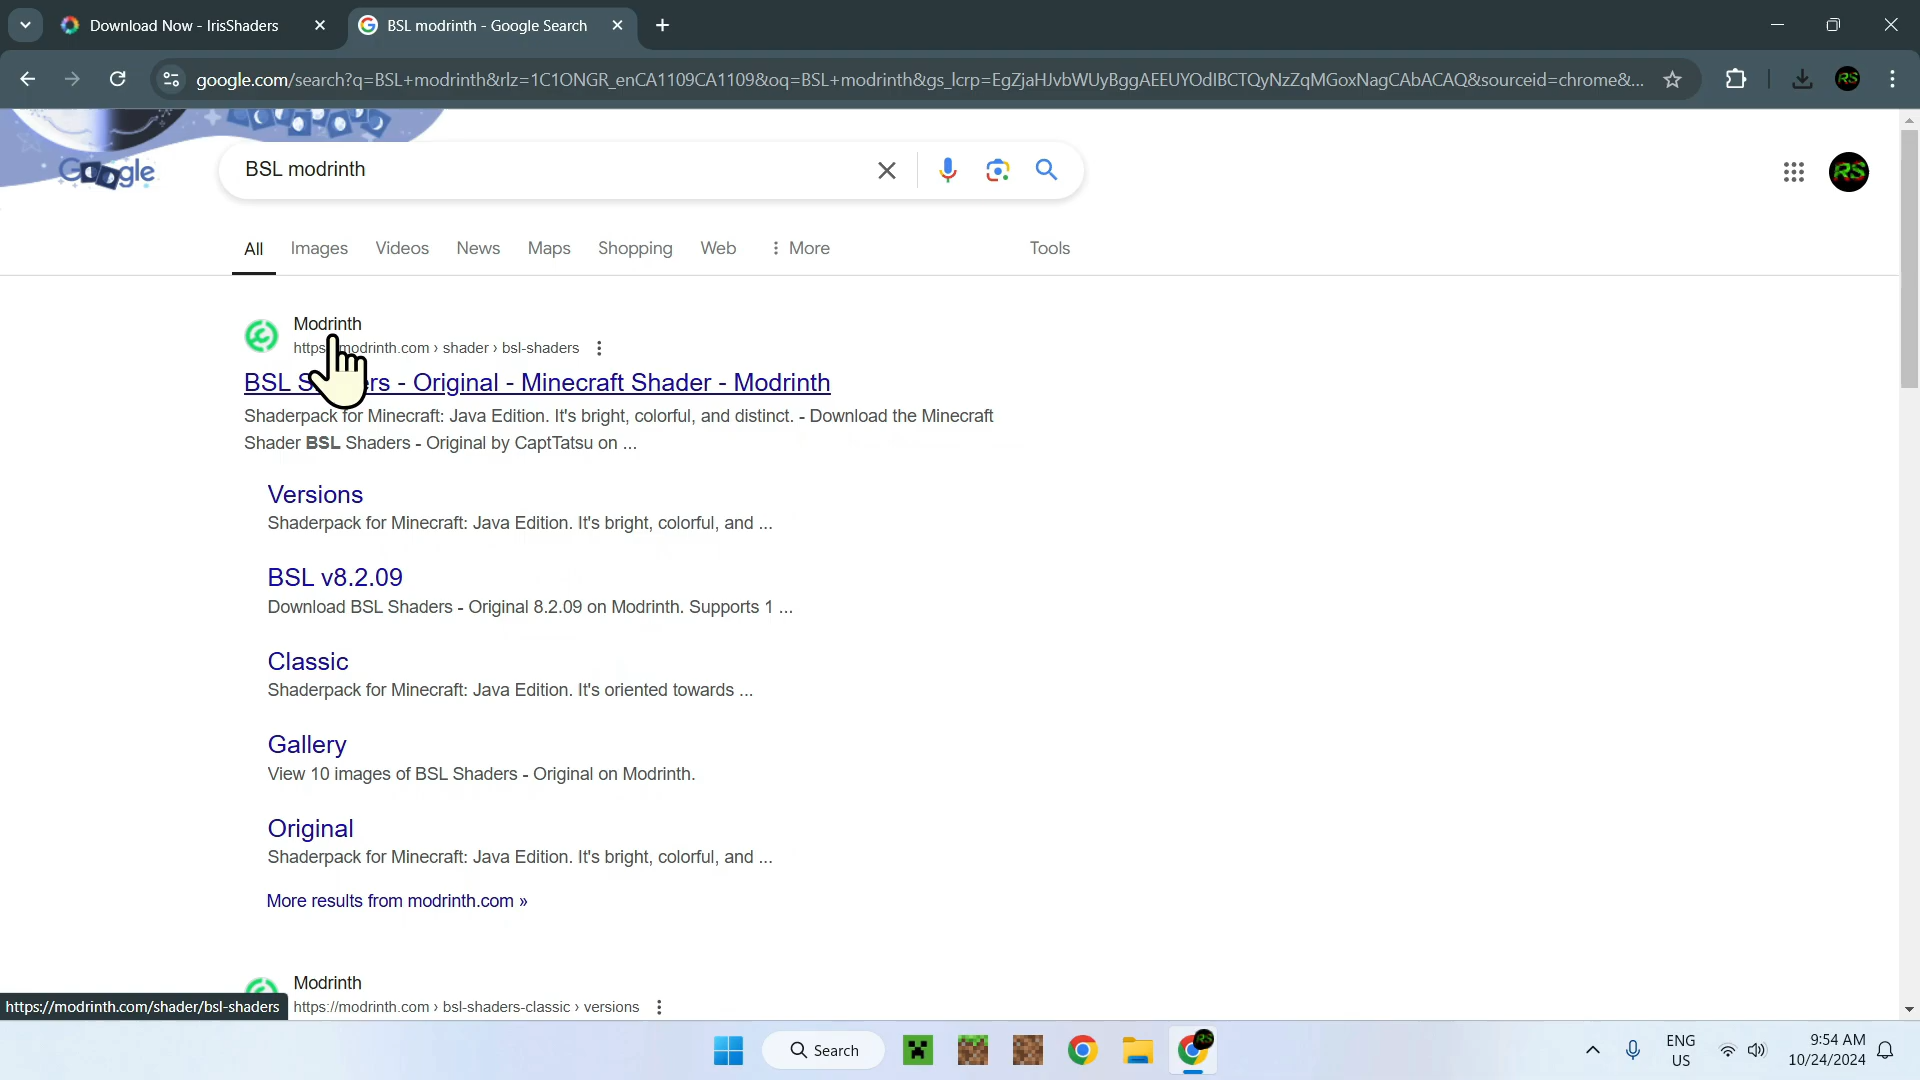 Download Now - IrisShaders
BSL modrinth - Google Search
google.com/search?q=BSL+modrinth&rlz=1C1ONGR_enCA1109CA1109&oq=BSL+modrinth&gs_lcrp=EgZjaHJvbWUyBggAEEUYOdIBCTQyNzZqMGoxNagCAbACAQ&sourceid=chrome&...
RS
Google
BSL modrinth
RS
All Images Videos News Maps Shopping Web More Tools
Modrinth
https modrinth.com › shader › bsl-shaders
BSL S rs - Original - Minecraft Shader - Modrinth
Shaderpack for Minecraft: Java Edition. It's bright, colorful, and distinct. - Download the Minecraft
Shader BSL Shaders - Original by CaptTatsu on ...
Versions
Shaderpack for Minecraft: Java Edition. It's bright, colorful, and ...
BSL v8.2.09
Download BSL Shaders - Original 8.2.09 on Modrinth. Supports 1 ...
Classic
Shaderpack for Minecraft: Java Edition. It's oriented towards ...
Gallery
View 10 images of BSL Shaders - Original on Modrinth.
Original
Shaderpack for Minecraft: Java Edition. It's bright, colorful, and ...
More results from modrinth.com »
Modrinth
https://modrinth.com › bsl-shaders-classic › versions
https://modrinth.com/shader/bsl-shaders
Search
RS
ENG
US
9:54 AM
10/24/2024